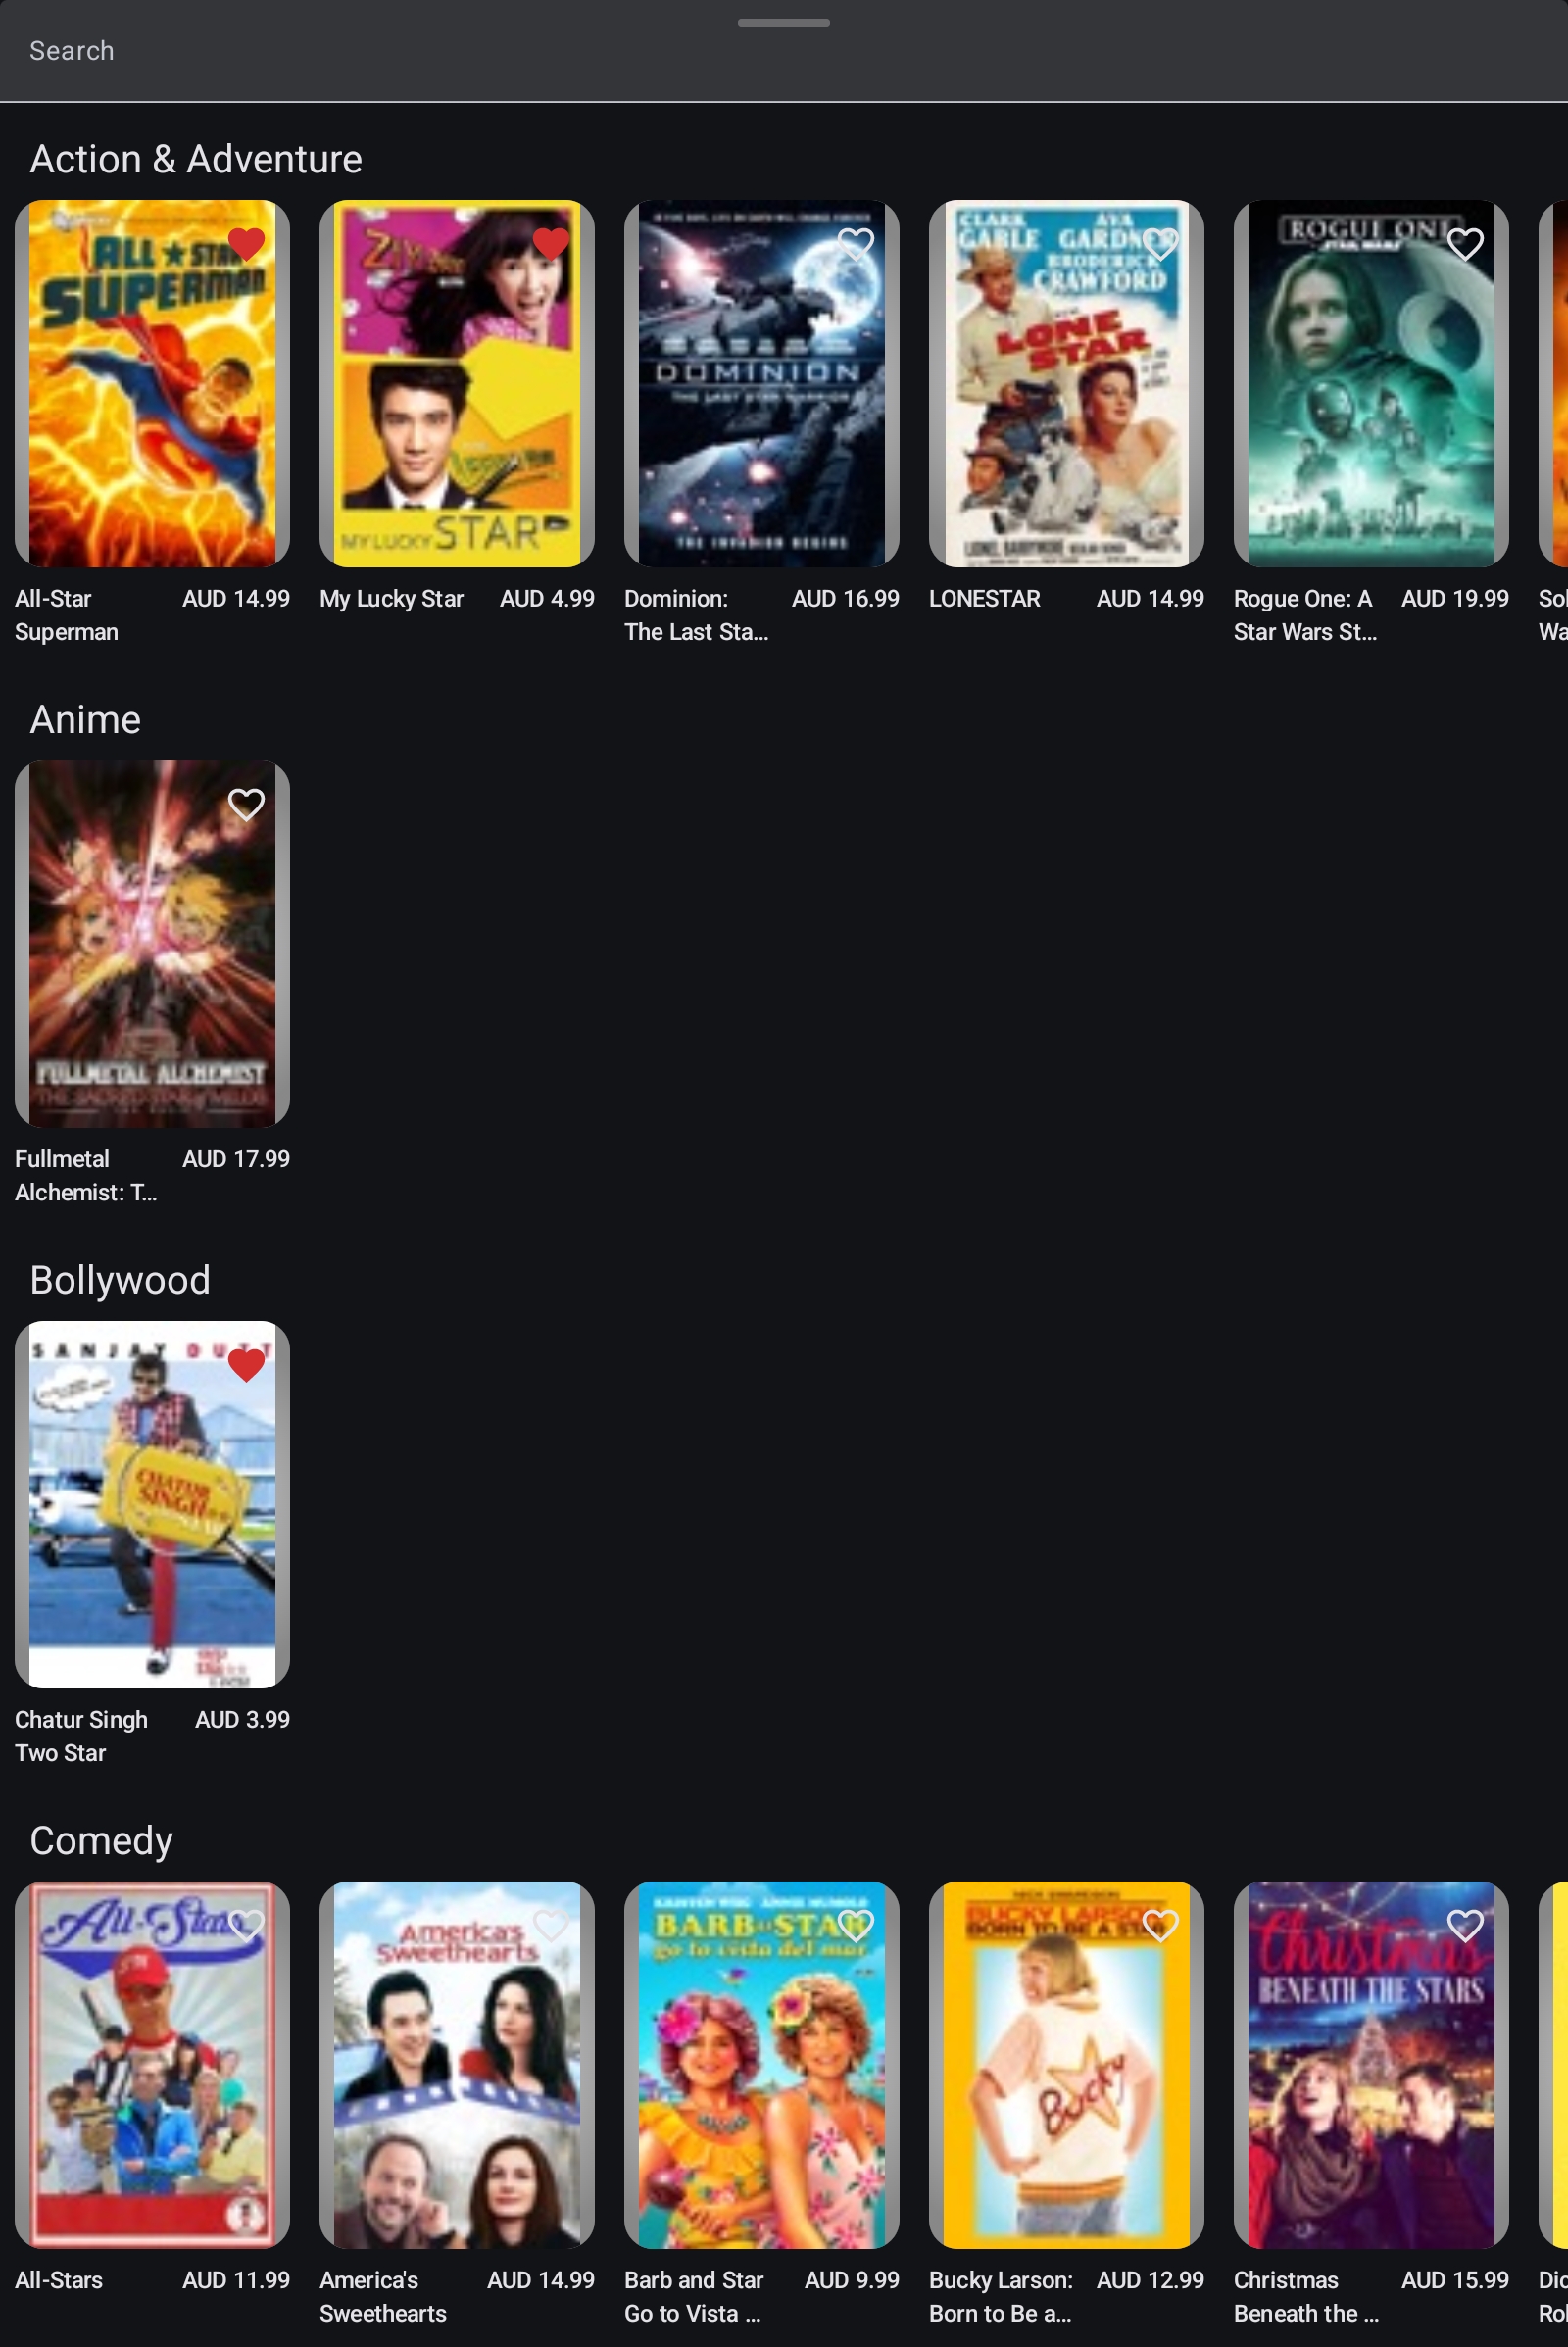 Search
Action & Adventure
ALL ★ STAR
SUPERMAN
MY LUCKY STAR
DOMINION
THE LAST STAR WARRIOR
THE INVASION BEGINS
CLARK AVA
GABLE GARDNER
BRODERICK
CRAWFORD
LONE
STAR
LIONEL BARRYMORE
ROGUE ONE
STAR WARS
All-Star AUD 14.99
Superman
My Lucky Star AUD 4.99
Dominion: AUD 16.99
The Last Sta...
LONESTAR AUD 14.99
Rogue One: A AUD 19.99
Star Wars St...
Sol
Wa
Anime
FULLMETAL ALCHEMIST
Fullmetal AUD 17.99
Alchemist: T...
Bollywood
SANJAY DUTT
CHATUR
SINGH
Chatur Singh AUD 3.99
Two Star
Comedy
All-Stars
America's
Sweethearts
BARB AND STAR
go to vista del mar
BUCKY LARSON
BORN TO BE A STAR
Bucky
Christmas
BENEATH THE STARS
All-Stars AUD 11.99
America's AUD 14.99
Sweethearts
Barb and Star AUD 9.99
Go to Vista ...
Bucky Larson: AUD 12.99
Born to Be a...
Christmas AUD 15.99
Beneath the ...
Dic
Rol